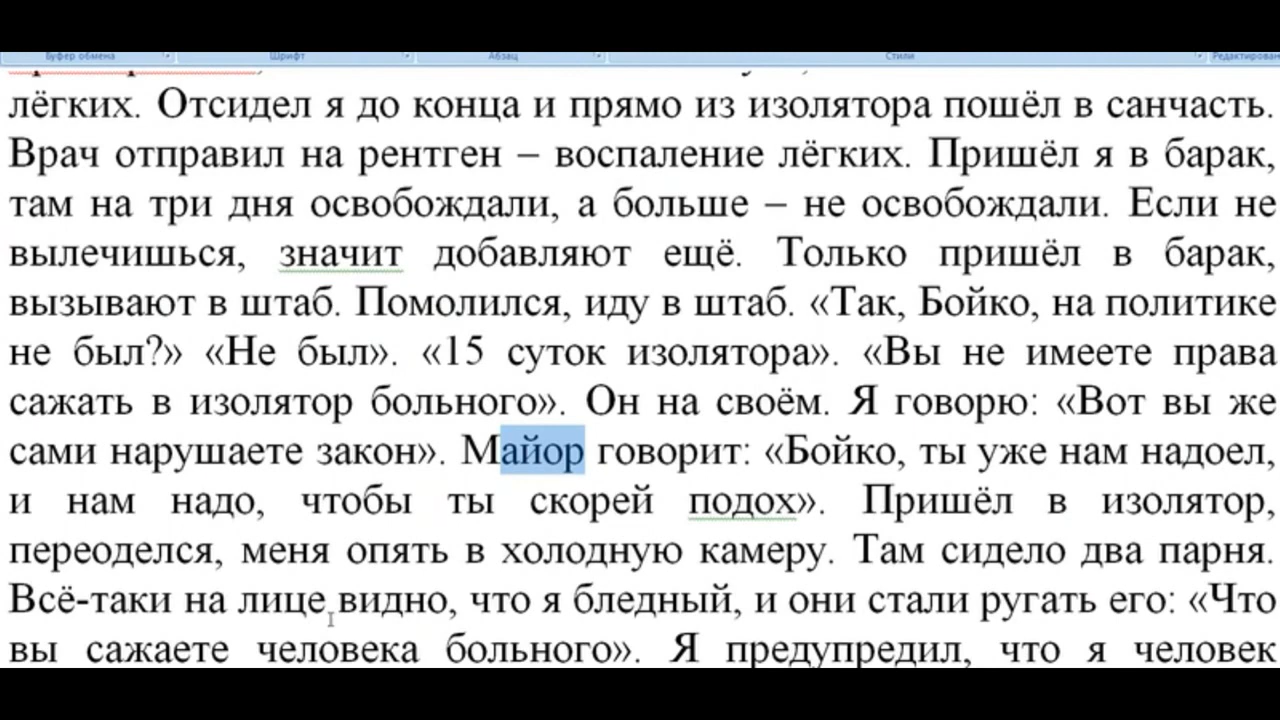 Буфер обмена Шрифт Абзац Стили
лёгких. Отсидел я до конца и прямо из изолятора пошёл в санчасть.
Врач отправил на рентген – воспаление лёгких. Пришёл я в барак,
там на три дня освобождали, а больше – не освобождали. Если не
вылечишься, значит добавляют ещё. Только пришёл в барак,
вызывают в штаб. Помолился, иду в штаб. «Так, Бойко, на политике
не был?» «Не был». «15 суток изолятора». «Вы не имеете права
сажать в изолятор больного». Он на своём. Я говорю: «Вот вы же
сами нарушаете закон». Майор говорит: «Бойко, ты уже нам надоел,
и нам надо, чтобы ты скорей подох». Пришёл в изолятор,
переоделся, меня опять в холодную камеру. Там сидело два парня.
Всё-таки на лице видно, что я бледный, и они стали ругать его: «Что
вы сажаете человека больного». Я предупредил, что я человек